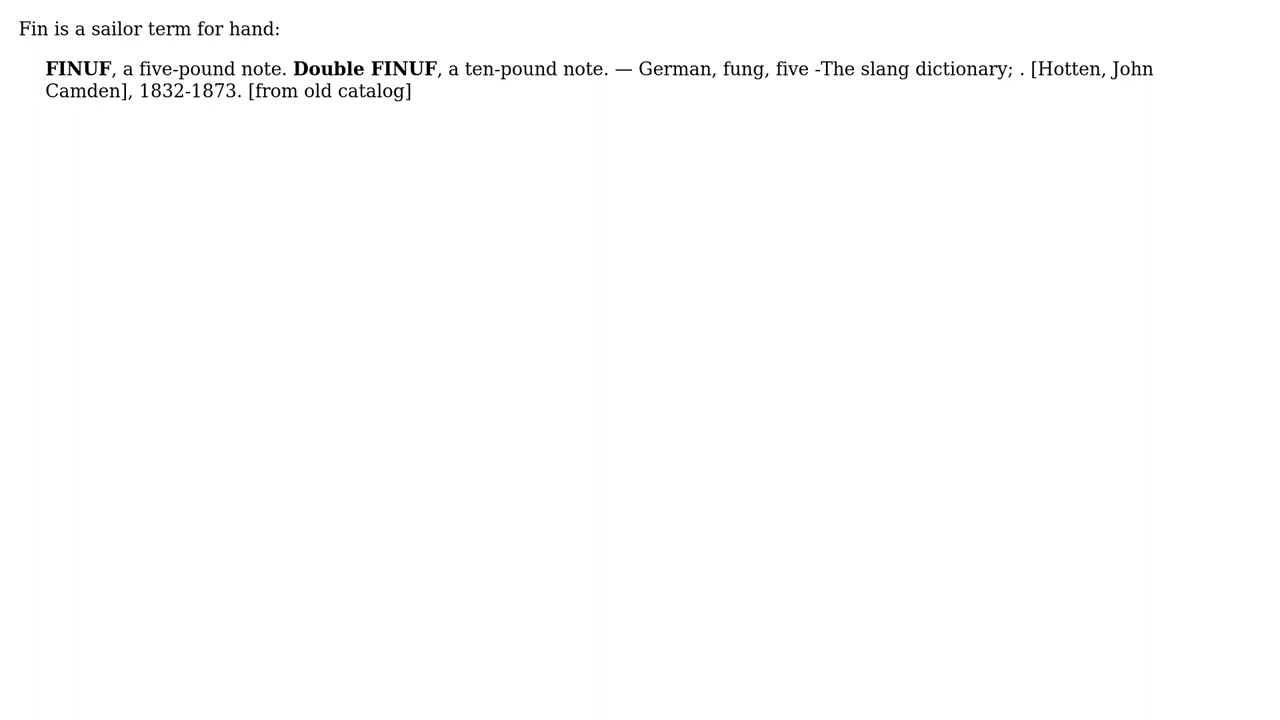 Fin is a sailor term for hand:
FINUF, a five-pound note. Double FINUF, a ten-pound note. — German, fung, five -The slang dictionary; . [Hotten, John
Camden], 1832-1873. [from old catalog]